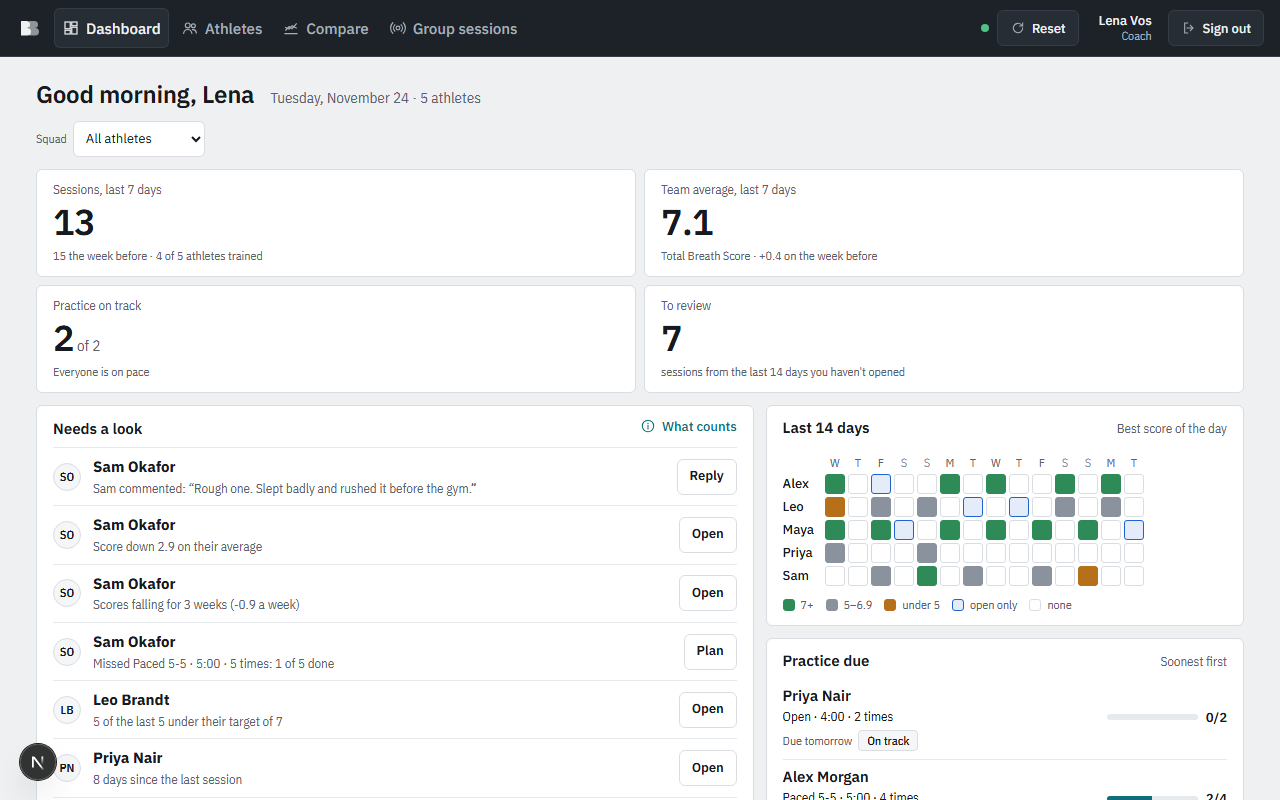 Dashboard
Athletes
Compare
Group sessions
Reset
Lena Vos
Coach
Sign out
Good morning, Lena
Tuesday, November 24 · 5 athletes
Squad
All athletes
Sessions, last 7 days
13
15 the week before · 4 of 5 athletes trained
Team average, last 7 days
7.1
Total Breath Score · +0.4 on the week before
Practice on track
2 of 2
Everyone is on pace
To review
7
sessions from the last 14 days you haven't opened
Needs a look
What counts
SO
Sam Okafor
Sam commented: “Rough one. Slept badly and rushed it before the gym.”
Reply
SO
Sam Okafor
Score down 2.9 on their average
Open
SO
Sam Okafor
Scores falling for 3 weeks (-0.9 a week)
Open
SO
Sam Okafor
Missed Paced 5-5 · 5:00 · 5 times: 1 of 5 done
Plan
LB
Leo Brandt
5 of the last 5 under their target of 7
Open
N
PN
Priya Nair
8 days since the last session
Open
Last 14 days
Best score of the day
W T F S S M T W T F S S M T
Alex
Leo
Maya
Priya
Sam
7+ 5–6.9 under 5 open only none
Practice due
Soonest first
Priya Nair
Open · 4:00 · 2 times
0/2
Due tomorrow
On track
Alex Morgan
Paced 5-5 · 5:00 · 4 times
2/4